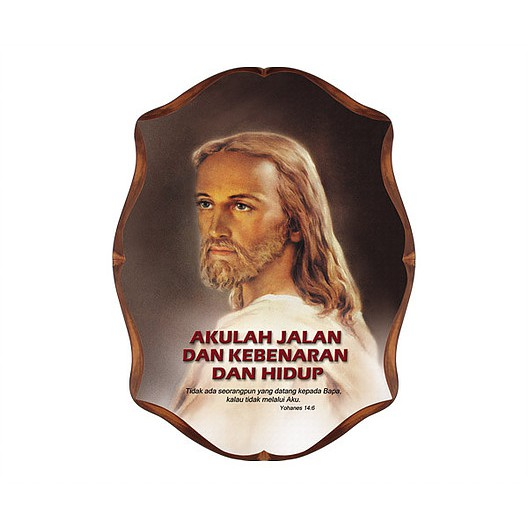 AKULAH JALAN
DAN KEBENARAN
DAN HIDUP
Tidak ada seorangpun yang datang kepada Bapa,
kalau tidak melalui Aku.
Yohanes 14:6